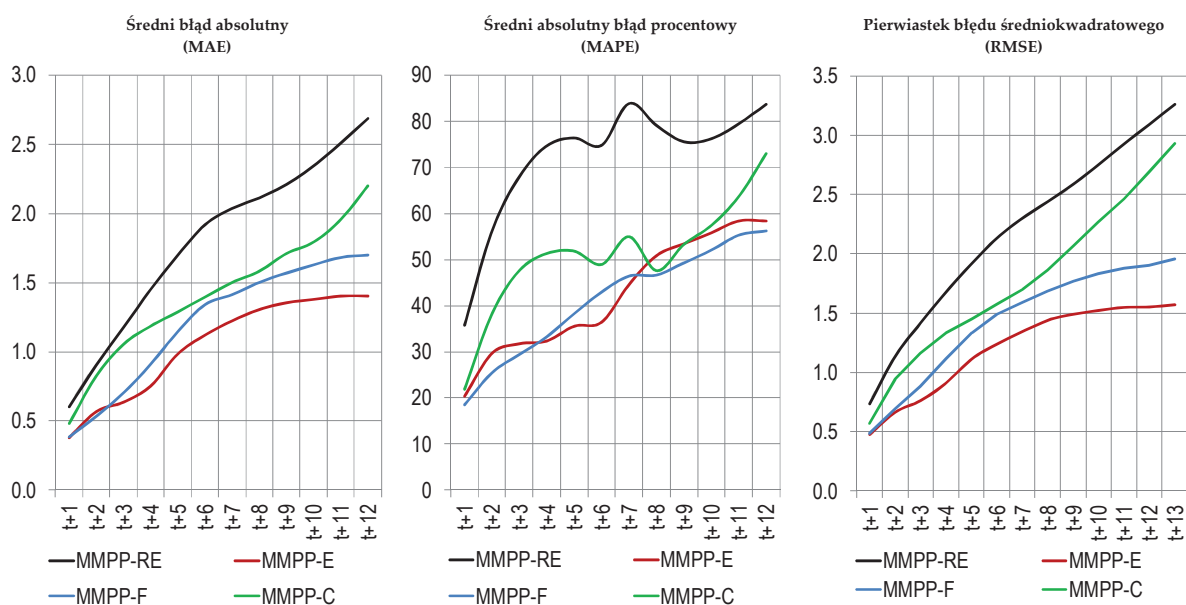 Średni błąd absolutny
(MAE)
3.0
2.5
2.0
1.5
1.0
0.5
0.0
t+1
t+2
t+3
t+4
t+5
t+6
t+7
t+8
t+9
t+10
t+11
t+12
MMPP-RE
MMPP-E
MMPP-F
MMPP-C
Średni absolutny błąd procentowy
(MAPE)
90
80
70
60
50
40
30
20
10
0
t+1
t+2
t+3
t+4
t+5
t+6
t+7
t+8
t+9
t+10
t+11
t+12
MMPP-RE
MMPP-E
MMPP-F
MMPP-C
Pierwiastek błędu średniokwadratowego
(RMSE)
3.5
3.0
2.5
2.0
1.5
1.0
0.5
0.0
t+1
t+2
t+3
t+4
t+5
t+6
t+7
t+8
t+9
t+10
t+11
t+12
t+13
MMPP-RE
MMPP-E
MMPP-F
MMPP-C